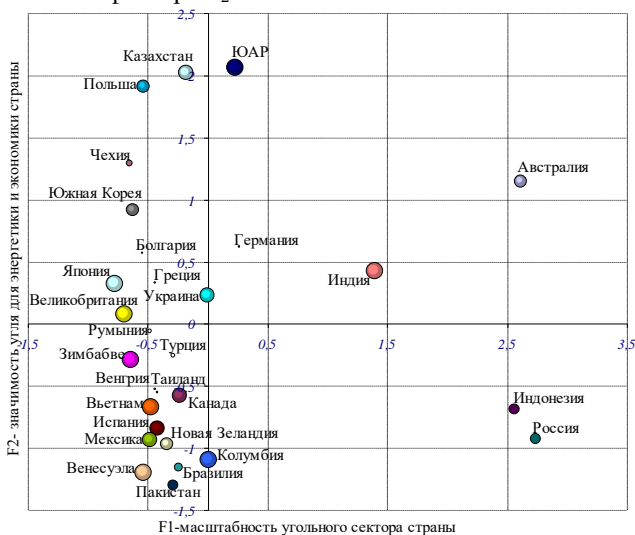 2,5
Казахстан
ЮАР
2
Польша
1,5
Чехия
Австралия
Южная Корея
1
Болгария
Германия
Япония
Греция
0,5
Индия
Великобритания
Украина
Румыния
0
-1,5
-0,5
0,5
1,5
2,5
3,5
Турция
Зимбабве
Венгрия
Таиланд
-0,5
Вьетнам
Канада
Индонезия
Испания
Новая Зеландия
Россия
Мексика
-1
Колумбия
Венесуэла
Бразилия
Пакистан
-1,5
F1-масштабность угольного сектора страны
F2- значимость угля для энергетики и экономики страны